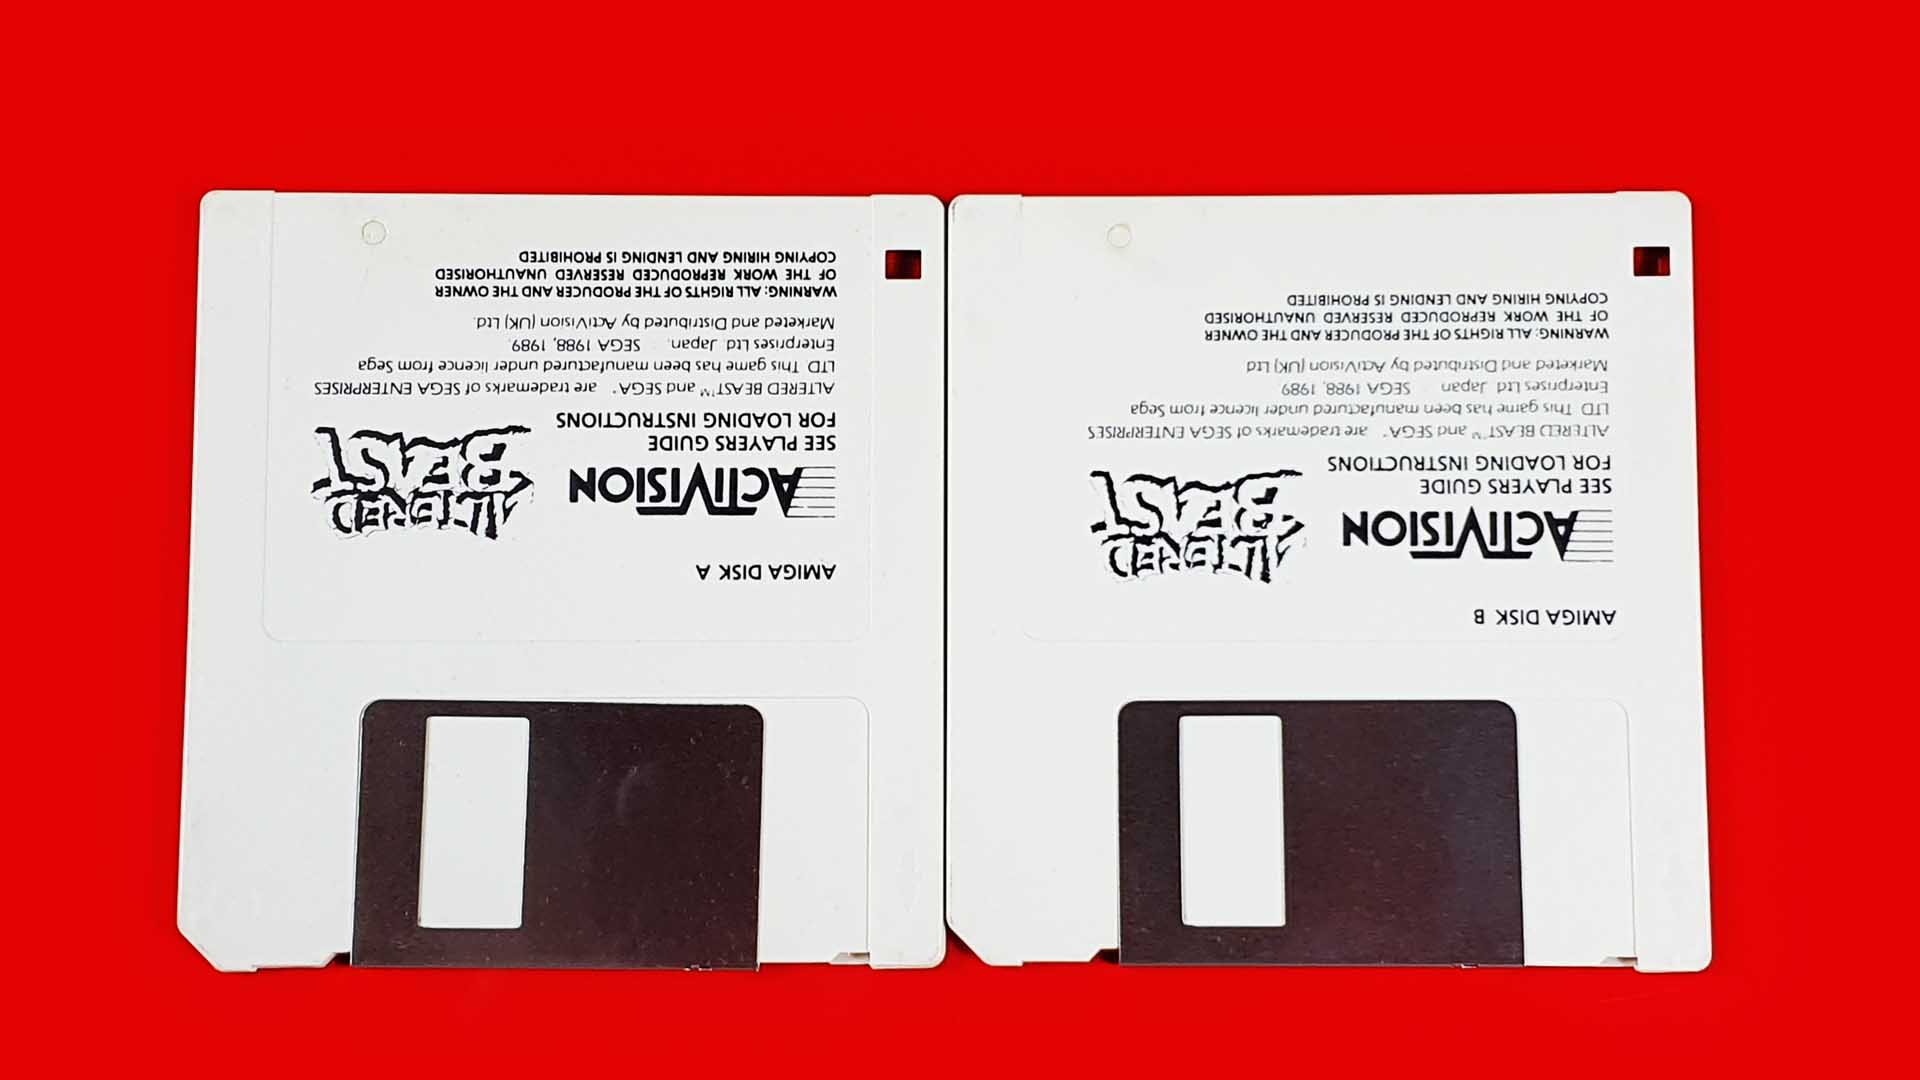 AMIGA DISK A
ACTIVISION
ALTERED
BEAST
SEE PLAYERS GUIDE
FOR LOADING INSTRUCTIONS
ALTERED BEAST™ and SEGA® are trademarks of SEGA ENTERPRISES
LTD. This game has been manufactured under licence from Sega
Enterprises Ltd. Japan. SEGA 1988, 1989.
Marketed and Distributed by ActiVision (UK) Ltd.
WARNING: ALL RIGHTS OF THE PRODUCER AND THE OWNER
OF THE WORK REPRODUCED RESERVED UNAUTHORISED
COPYING HIRING AND LENDING IS PROHIBITED
AMIGA DISK B
ACTIVISION
ALTERED
BEAST
SEE PLAYERS GUIDE
FOR LOADING INSTRUCTIONS
ALTERED BEAST™ and SEGA® are trademarks of SEGA ENTERPRISES
LTD This game has been manufactured under licence from Sega
Enterprises Ltd Japan SEGA 1988, 1989
Marketed and Distributed by ActiVision (UK) Ltd
WARNING: ALL RIGHTS OF THE PRODUCER AND THE OWNER
OF THE WORK REPRODUCED RESERVED UNAUTHORISED
COPYING HIRING AND LENDING IS PROHIBITED